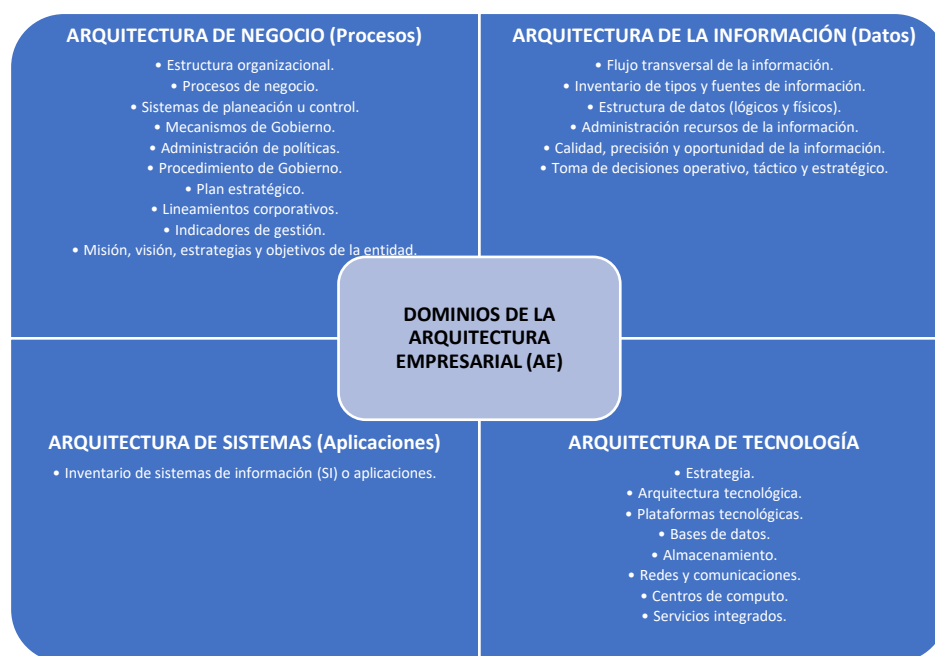 ARQUITECTURA DE NEGOCIO (Procesos)
• Estructura organizacional.
• Procesos de negocio.
• Sistemas de planeación u control.
• Mecanismos de Gobierno.
• Administración de políticas.
• Procedimiento de Gobierno.
• Plan estratégico.
• Lineamientos corporativos.
• Indicadores de gestión.
• Misión, visión, estrategias y objetivos de la entidad.
ARQUITECTURA DE LA INFORMACIÓN (Datos)
• Flujo transversal de la información.
• Inventario de tipos y fuentes de información.
• Estructura de datos (lógicos y físicos).
• Administración recursos de la información.
• Calidad, precisión y oportunidad de la información.
• Toma de decisiones operativo, táctico y estratégico.
DOMINIOS DE LA
ARQUITECTURA
EMPRESARIAL (AE)
ARQUITECTURA DE SISTEMAS (Aplicaciones)
• Inventario de sistemas de información (SI) o aplicaciones.
ARQUITECTURA DE TECNOLOGÍA
• Estrategia.
• Arquitectura tecnológica.
• Plataformas tecnológicas.
• Bases de datos.
• Almacenamiento.
• Redes y comunicaciones.
• Centros de computo.
• Servicios integrados.